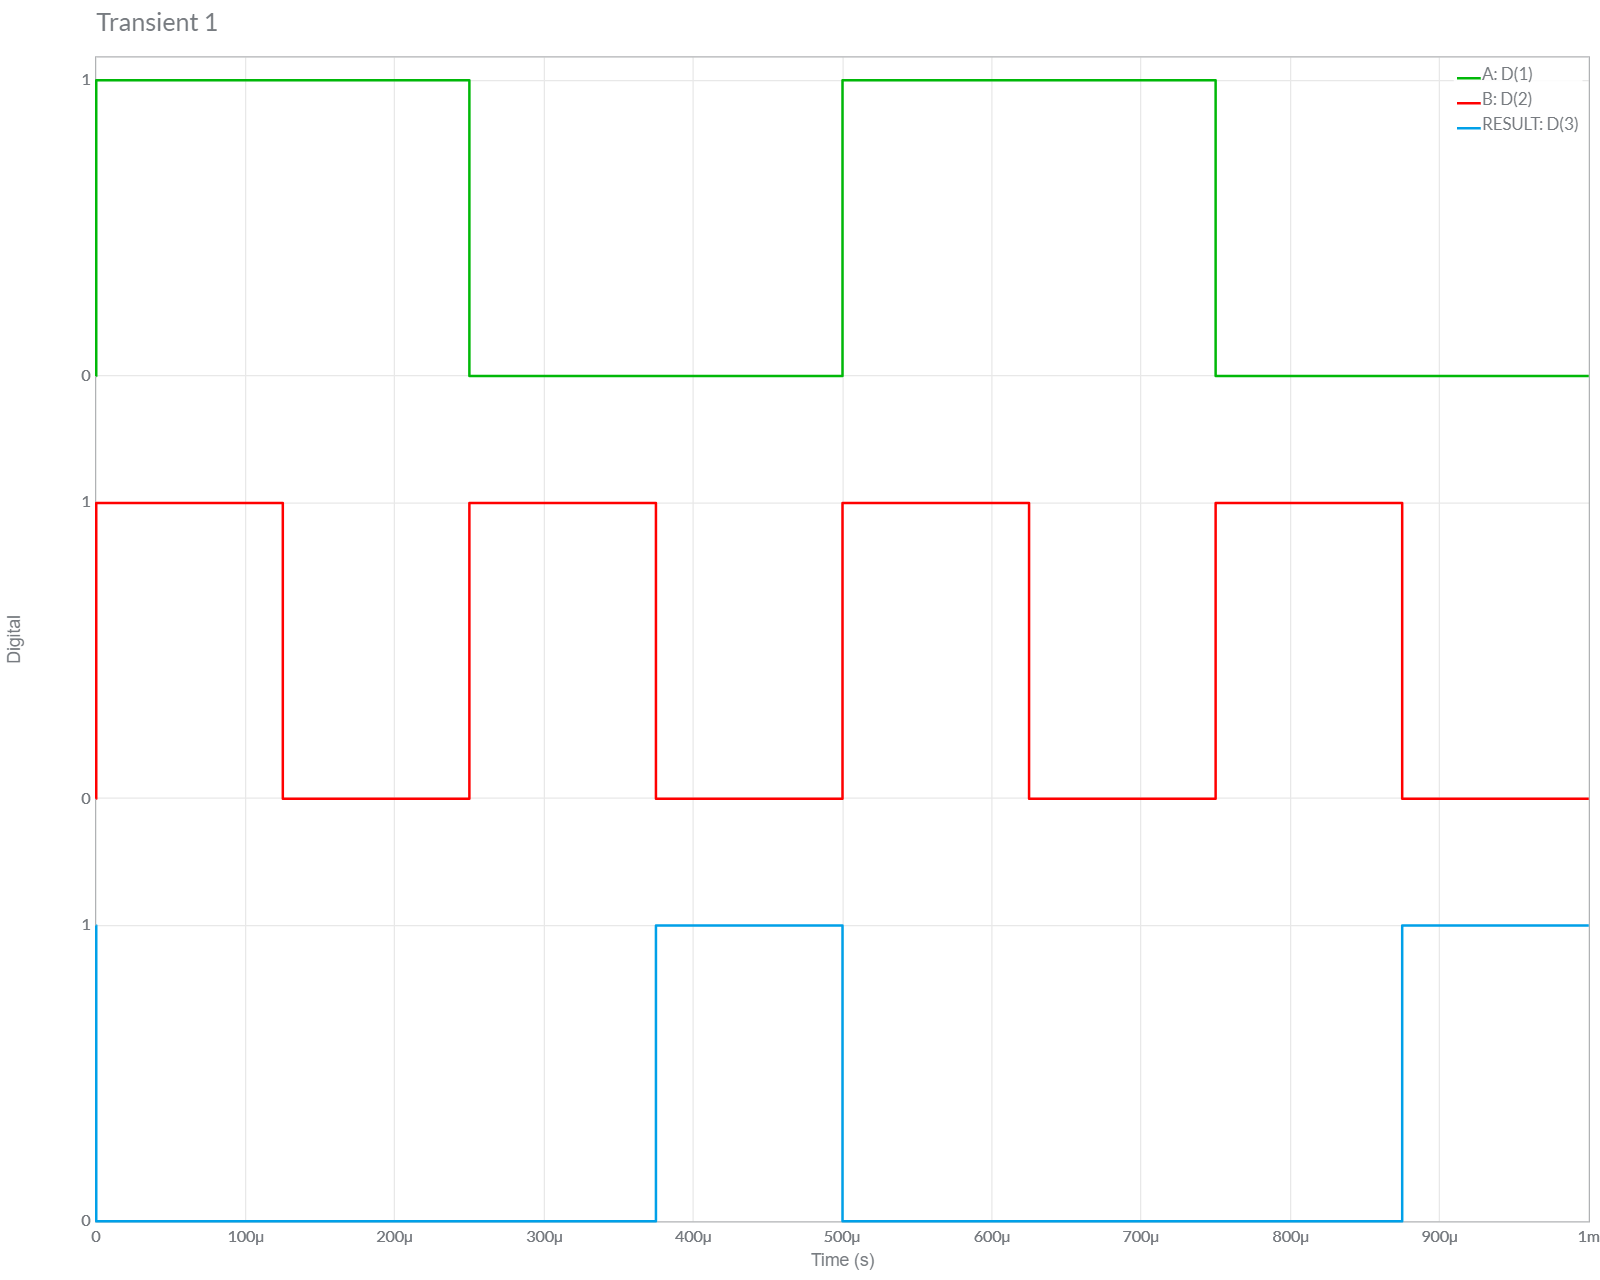 Transient 1
A: D(1)
B: D(2)
RESULT: D(3)
1
0
1
0
1
0
Digital
0 100µ 200µ 300µ 400µ 500µ 600µ 700µ 800µ 900µ 1m
Time (s)